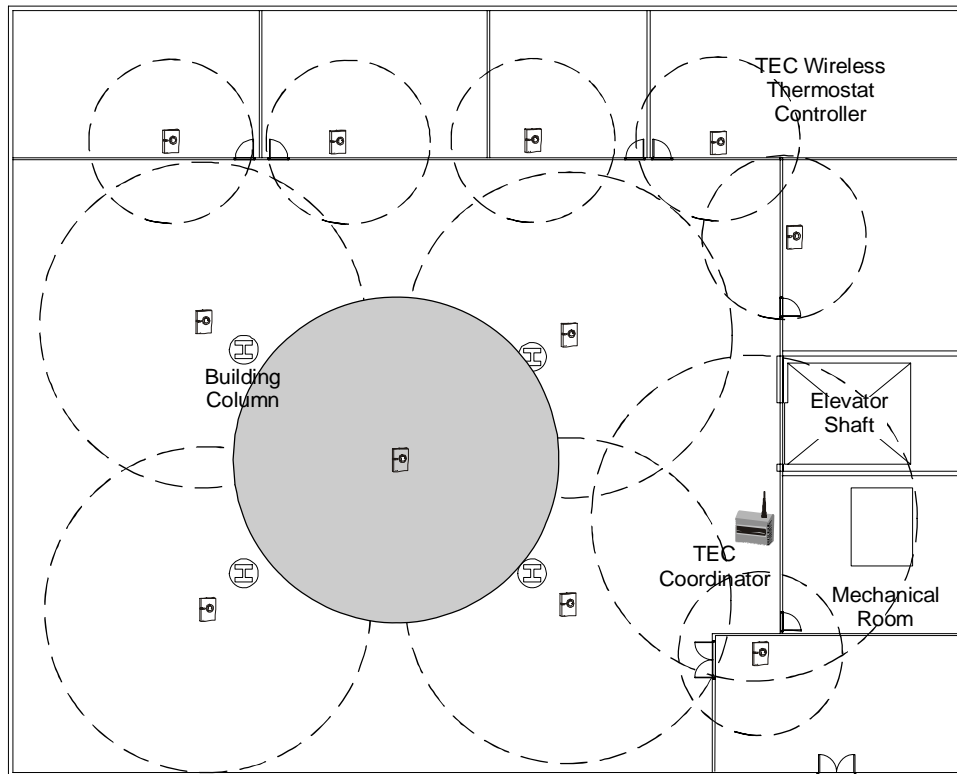 TEC Wireless
Thermostat
Controller
Building
Column
Elevator
Shaft
TEC
Coordinator
Mechanical
Room